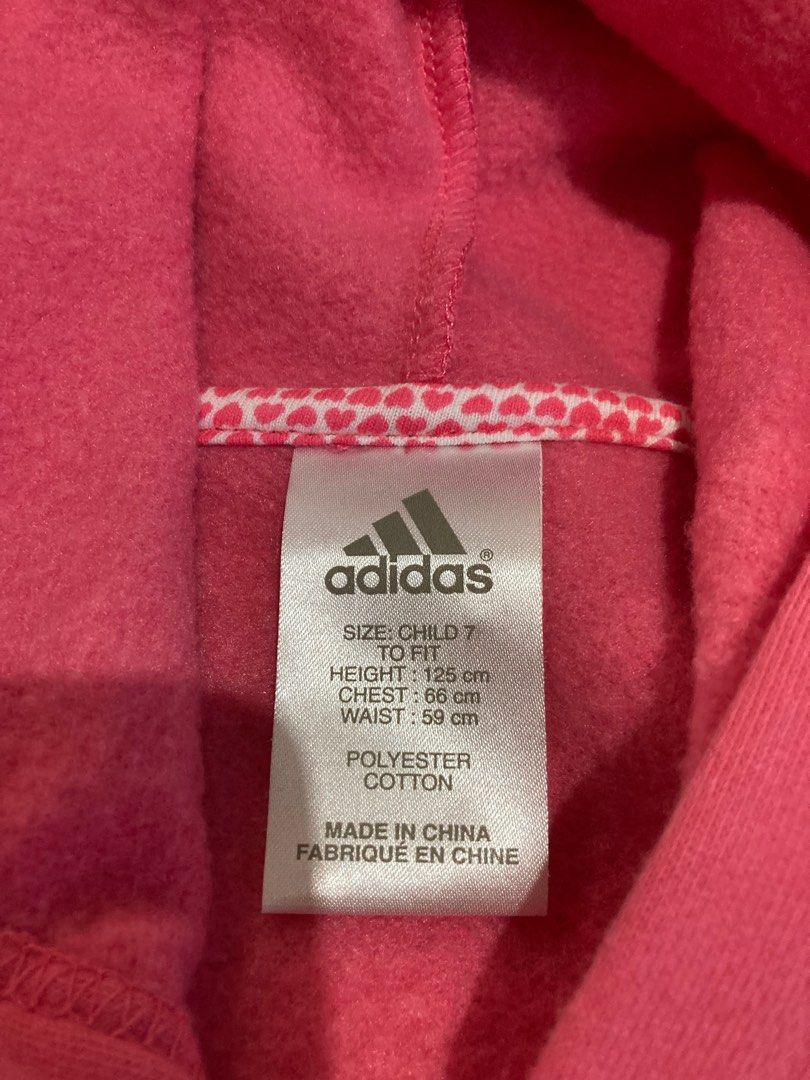 adidas®
SIZE: CHILD 7
TO FIT
HEIGHT : 125 cm
CHEST : 66 cm
WAIST : 59 cm
POLYESTER
COTTON
MADE IN CHINA
FABRIQUÉ EN CHINE